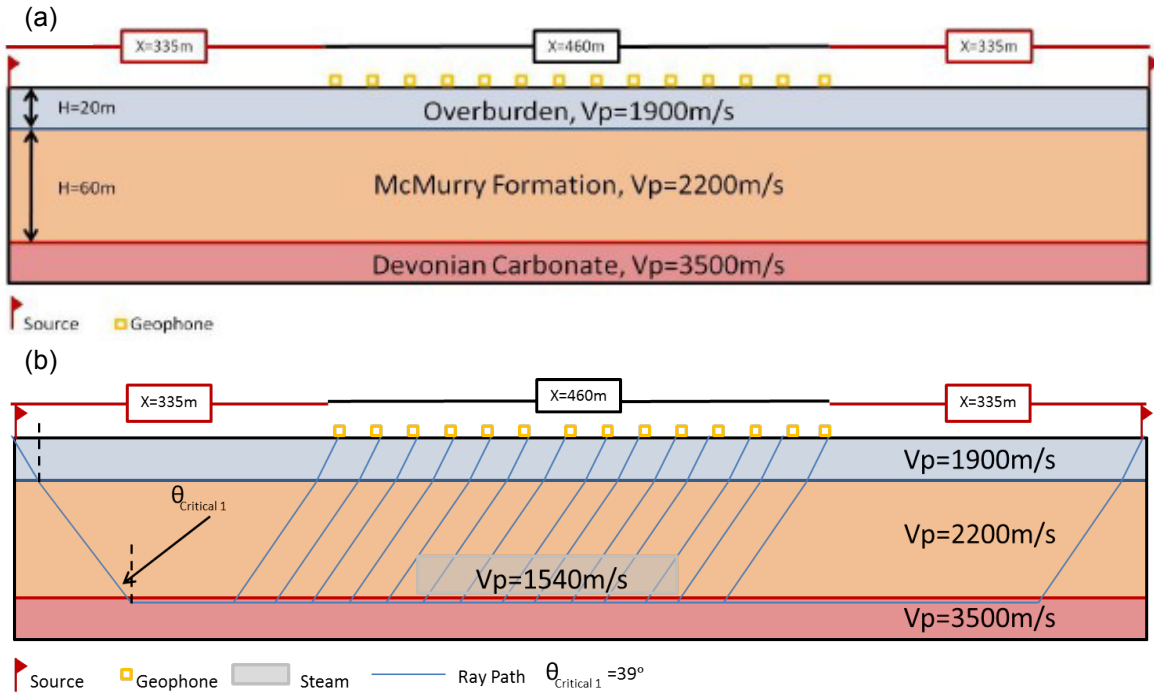 (a)
X=335m X=460m X=335m
H=20m
Overburden, Vp=1900m/s
H=60m
McMurry Formation, Vp=2200m/s
Devonian Carbonate, Vp=3500m/s
Source Geophone
(b)
X=335m X=460m X=335m
Vp=1900m/s
θCritical 1
Vp=2200m/s
Vp=1540m/s
Vp=3500m/s
Source Geophone Steam Ray Path θCritical 1 =39°